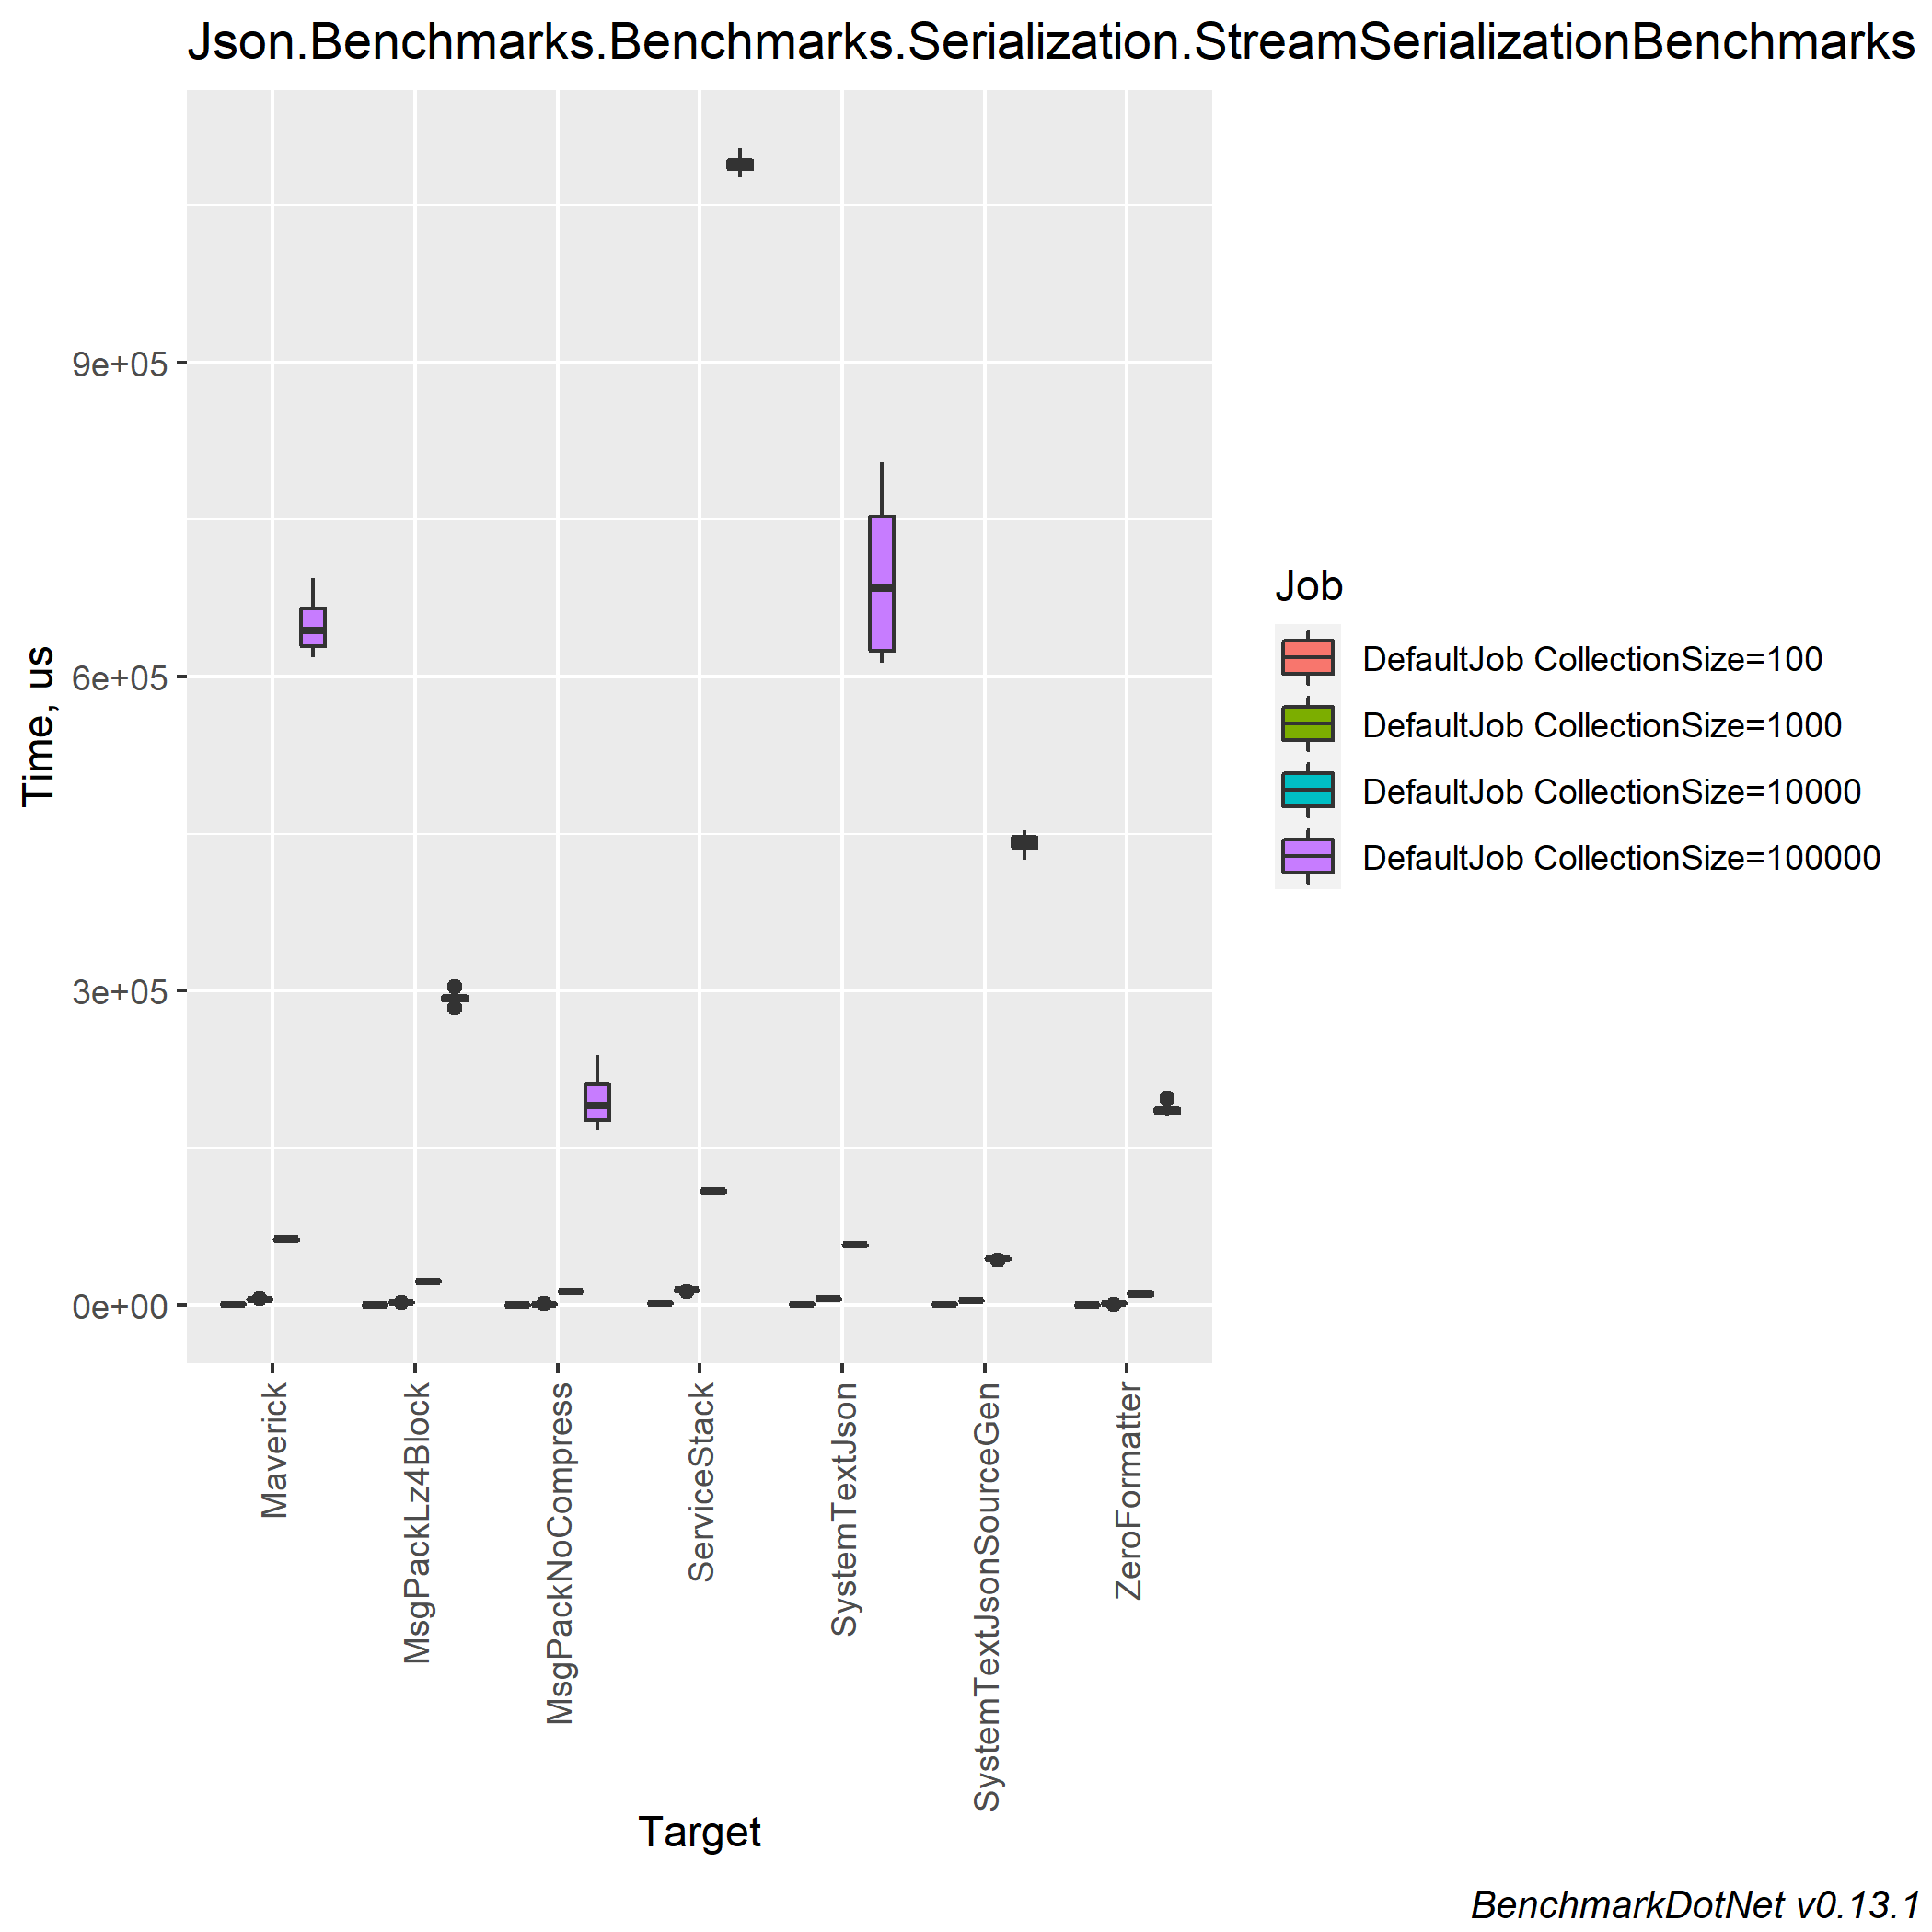 Json.Benchmarks.Benchmarks.Serialization.StreamSerializationBenchmarks
Time, us
9e+05
6e+05
3e+05
0e+00
Maverick
MsgPackLz4Block
MsgPackNoCompress
ServiceStack
SystemTextJson
SystemTextJsonSourceGen
ZeroFormatter
Target
Job
DefaultJob CollectionSize=100
DefaultJob CollectionSize=1000
DefaultJob CollectionSize=10000
DefaultJob CollectionSize=100000
BenchmarkDotNet v0.13.1